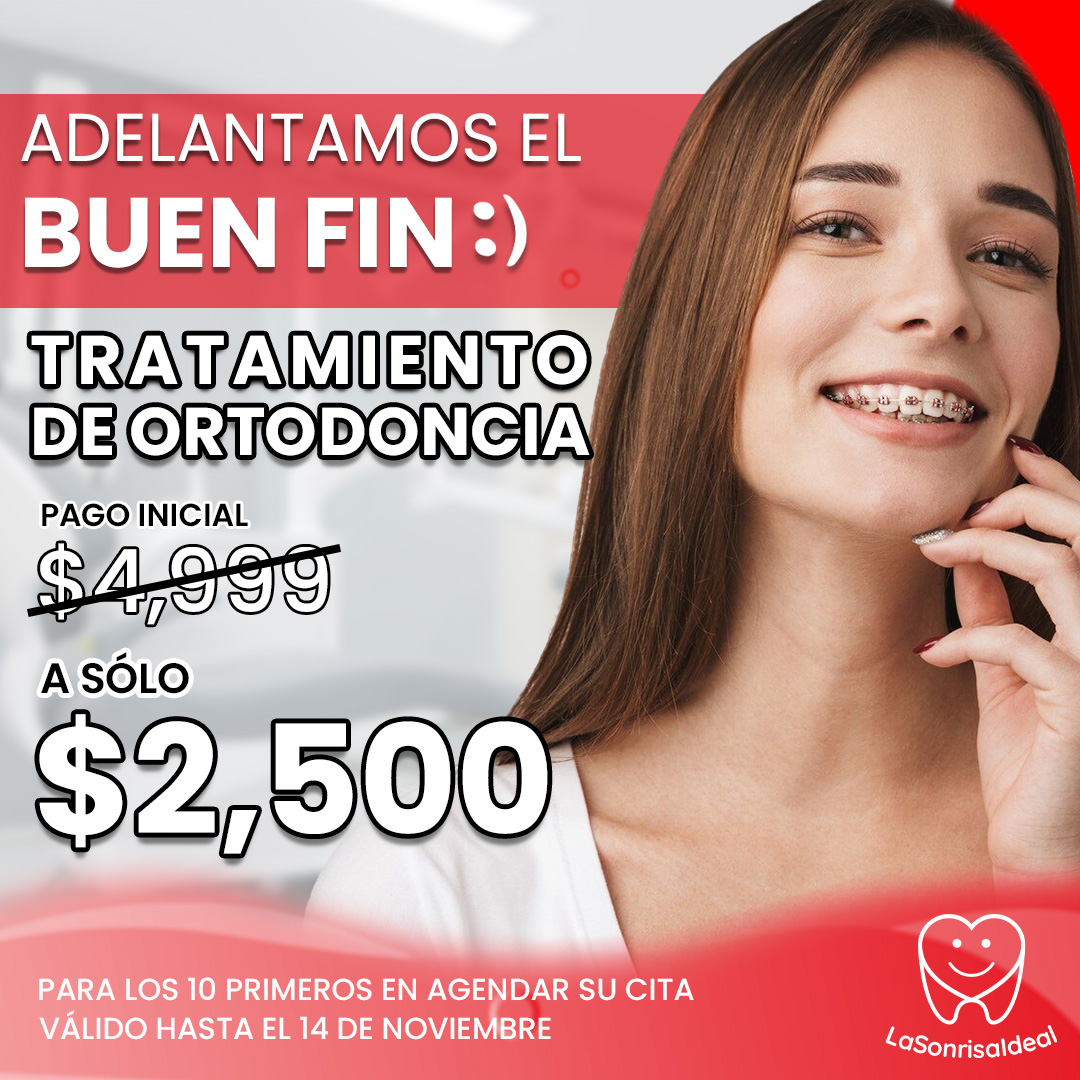 ADELANTAMOS EL
BUEN FIN :)
TRATAMIENTO
DE ORTODONCIA
PAGO INICIAL
$4,999
A SÓLO
$2,500
PARA LOS 10 PRIMEROS EN AGENDAR SU CITA
VÁLIDO HASTA EL 14 DE NOVIEMBRE
LaSonrisaIdeal